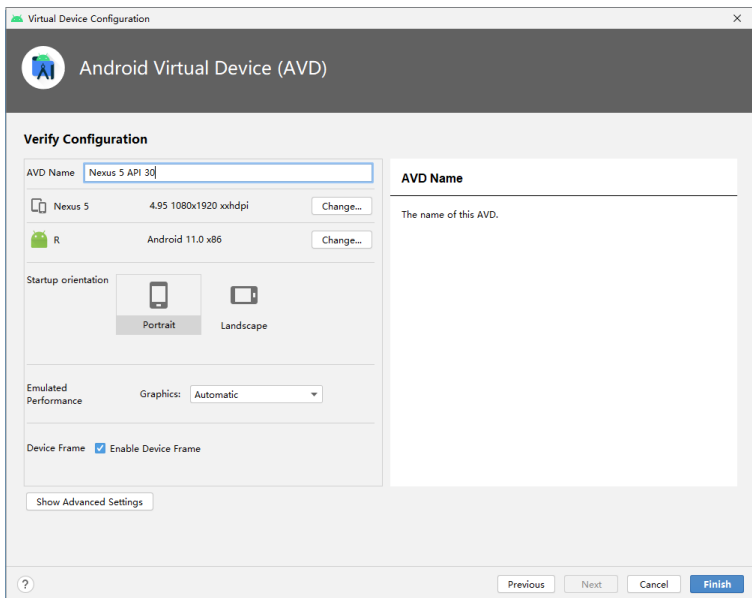 Virtual Device Configuration
Android Virtual Device (AVD)
Verify Configuration
AVD Name Nexus 5 API 30
Nexus 5 4.95 1080x1920 xxhdpi Change...
R Android 11.0 x86 Change...
Startup orientation
Portrait Landscape
Emulated
Performance
Graphics: Automatic
Device Frame Enable Device Frame
Show Advanced Settings
AVD Name
The name of this AVD.
? Previous Next Cancel Finish